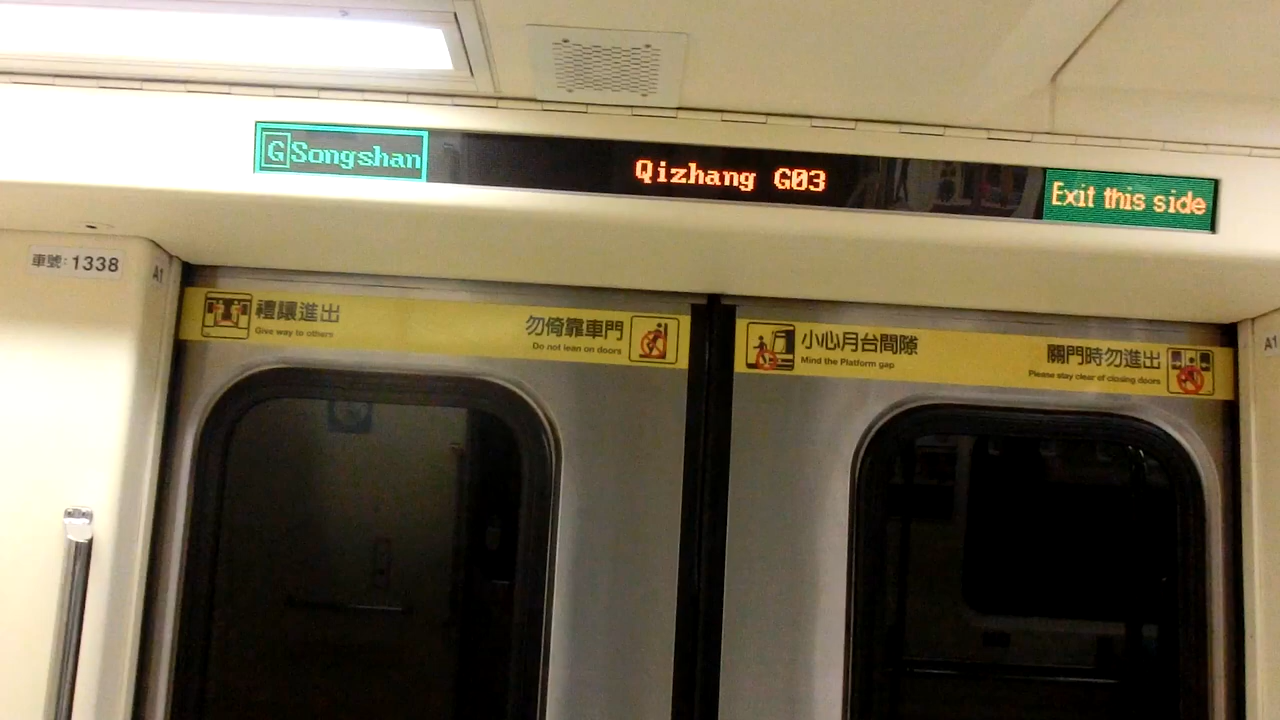 G Songshan
Qizhang G03
Exit this side
車號:1338
A1
禮讓進出
Give way to others
勿倚靠車門
Do not lean on doors
小心月台間隙
Mind the Platform gap
關門時勿進出
Please stay clear of closing doors
A1